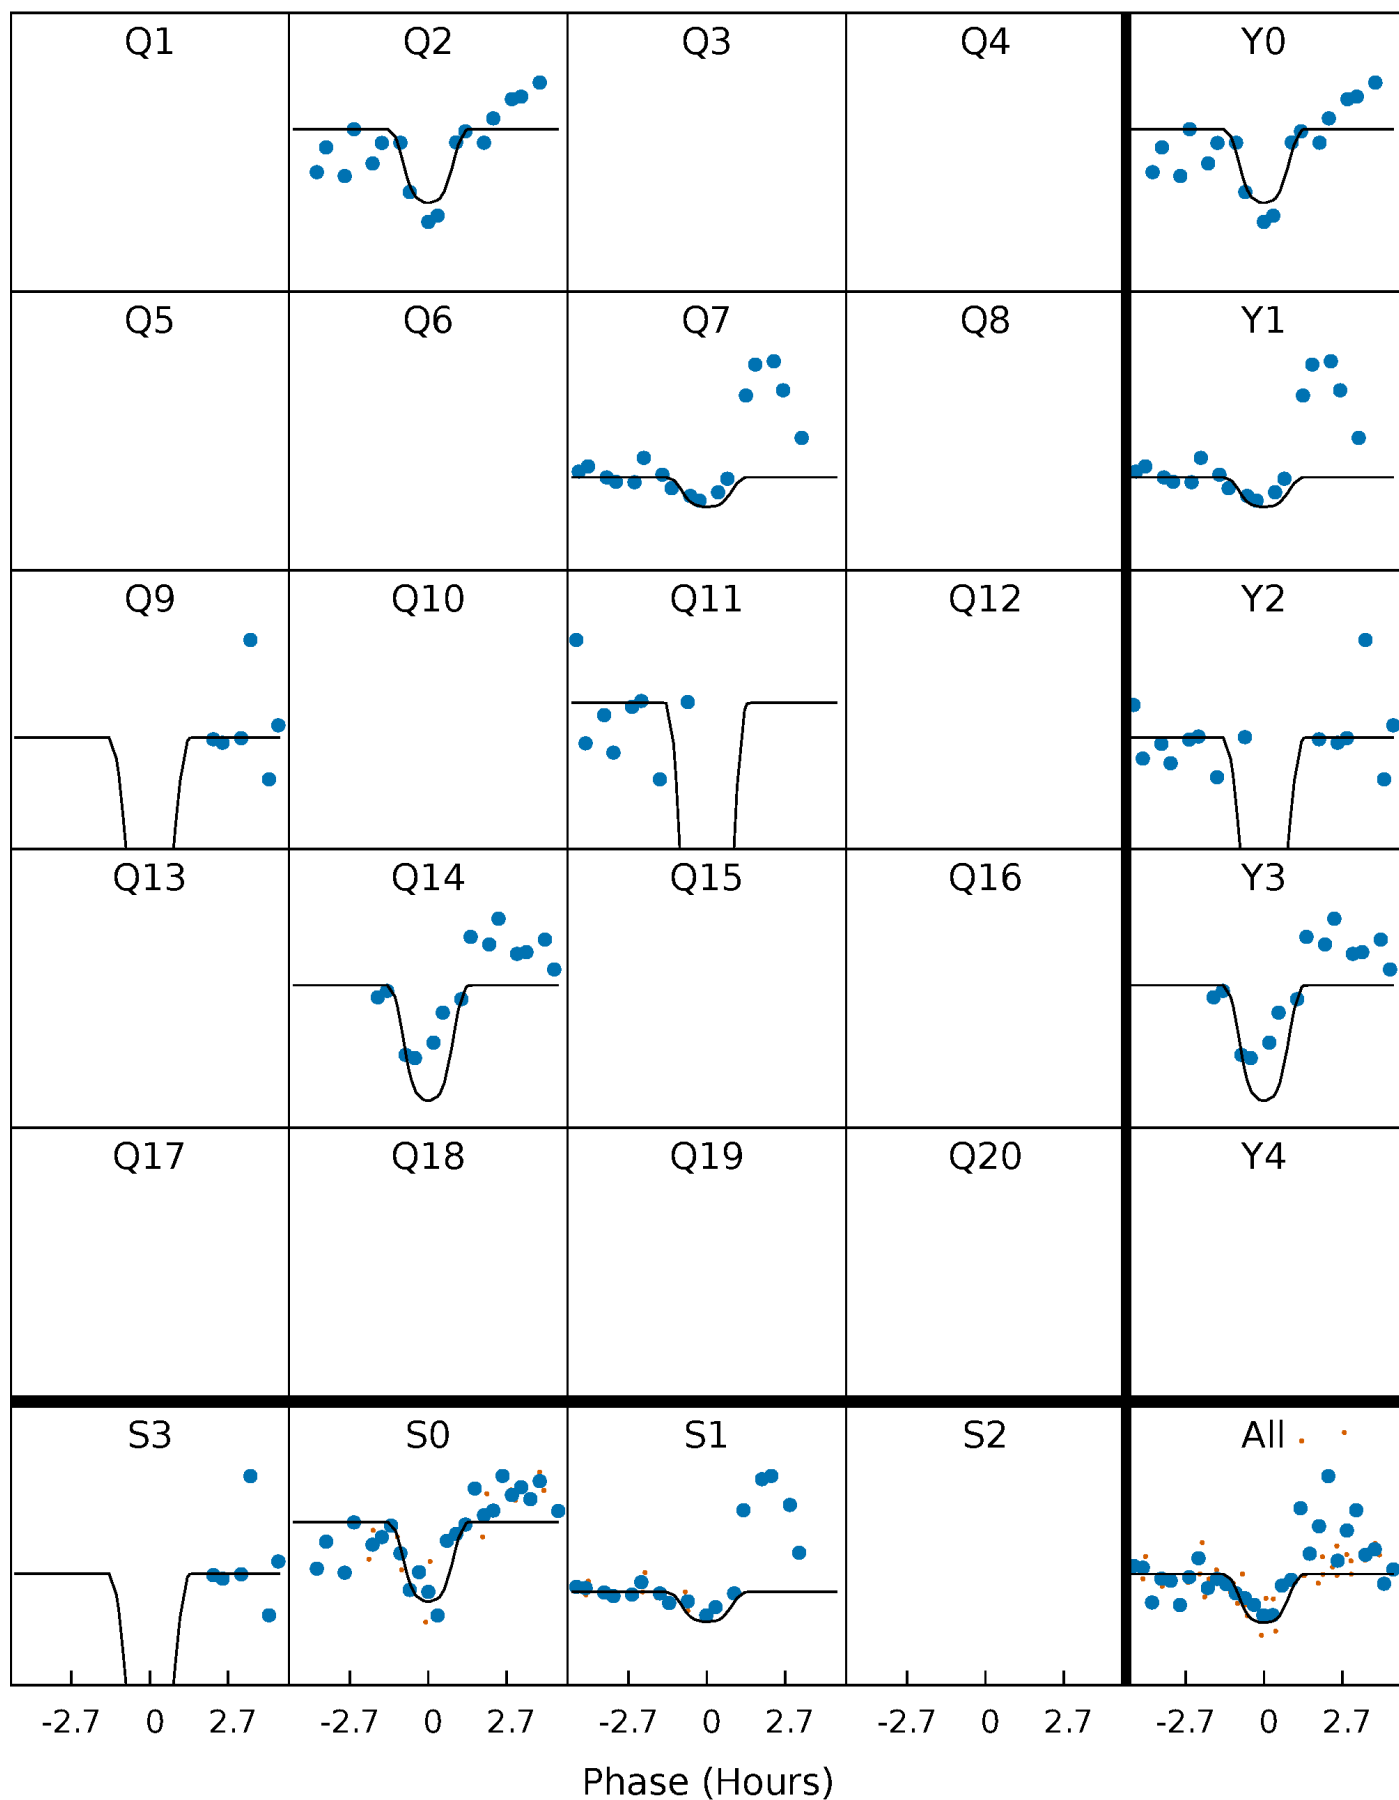 Q1 Q2 Q3 Q4 Y0
Q5 Q6 Q7 Q8 Y1
Q9 Q10 Q11 Q12 Y2
Q13 Q14 Q15 Q16 Y3
Q17 Q18 Q19 Q20 Y4
S3 S0 S1 S2 All
-2.7 0 2.7 -2.7 0 2.7 -2.7 0 2.7 -2.7 0 2.7 -2.7 0 2.7
Phase (Hours)